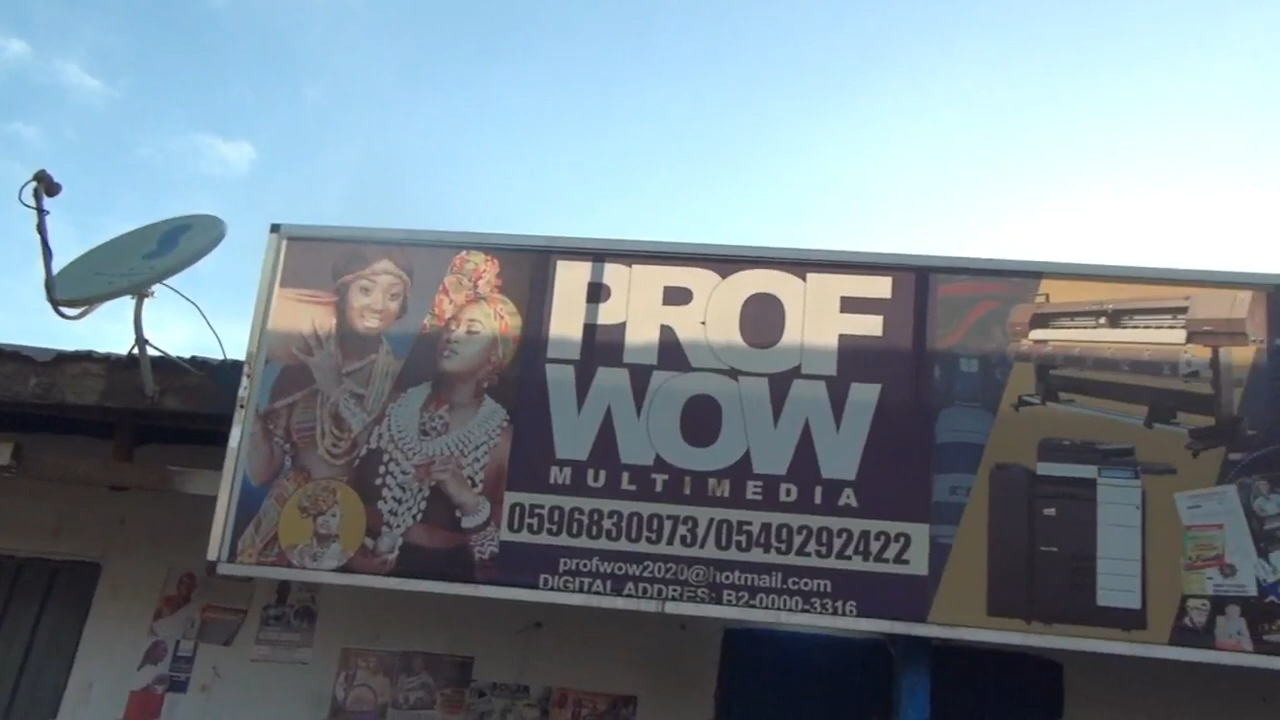 PROF
WOW
MULTIMEDIA
0596830973/0549292422
profwow2020@hotmail.com
DIGITAL ADDRES: B2-0000-3316